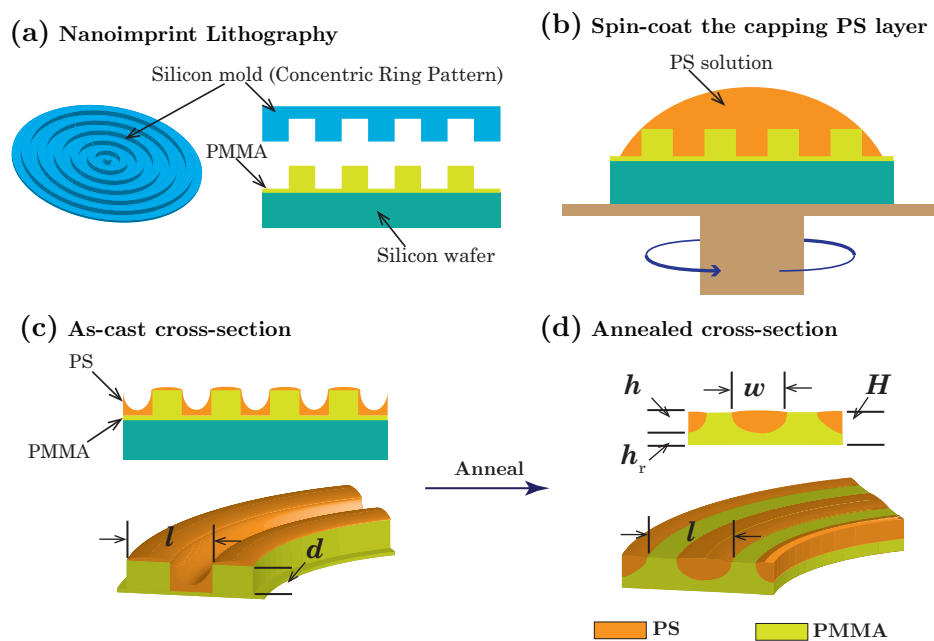 (a) Nanoimprint Lithography
Silicon mold (Concentric Ring Pattern)
PMMA
Silicon wafer
(b) Spin-coat the capping PS layer
PS solution
(c) As-cast cross-section
PS
PMMA
l
d
Anneal
(d) Annealed cross-section
h
w
H
hr
l
PS
PMMA